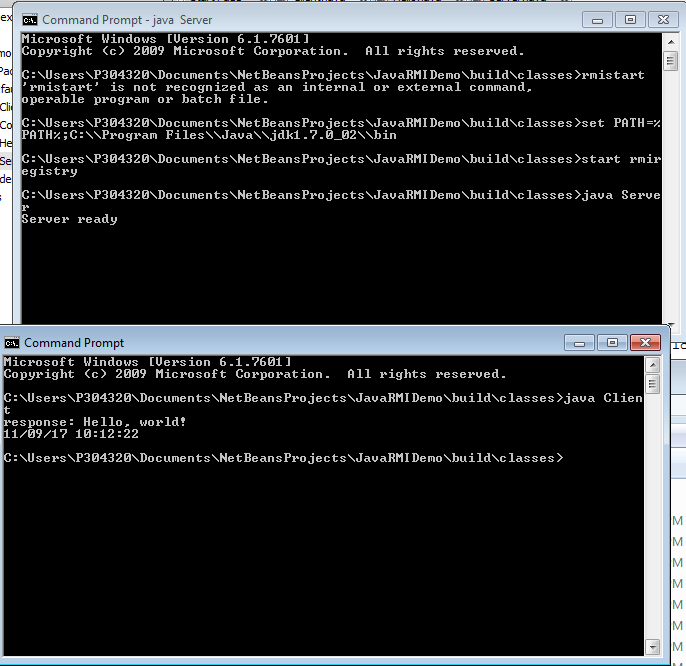 Command Prompt - java  Server
Microsoft Windows [Version 6.1.7601]
Copyright (c) 2009 Microsoft Corporation.  All rights reserved.
C:\Users\P304320\Documents\NetBeansProjects\JavaRMIDemo\build\classes>rmistart
'rmistart' is not recognized as an internal or external command,
operable program or batch file.
C:\Users\P304320\Documents\NetBeansProjects\JavaRMIDemo\build\classes>set PATH=%
PATH%;C:\\Program Files\\Java\\jdk1.7.0_02\\bin
C:\Users\P304320\Documents\NetBeansProjects\JavaRMIDemo\build\classes>start rmir
egistry
C:\Users\P304320\Documents\NetBeansProjects\JavaRMIDemo\build\classes>java Serve
r
Server ready
Command Prompt
Microsoft Windows [Version 6.1.7601]
Copyright (c) 2009 Microsoft Corporation.  All rights reserved.
C:\Users\P304320\Documents\NetBeansProjects\JavaRMIDemo\build\classes>java Clien
t
response: Hello, world!
11/09/17 10:12:22
C:\Users\P304320\Documents\NetBeansProjects\JavaRMIDemo\build\classes>
M
M
M
M
M
M
M